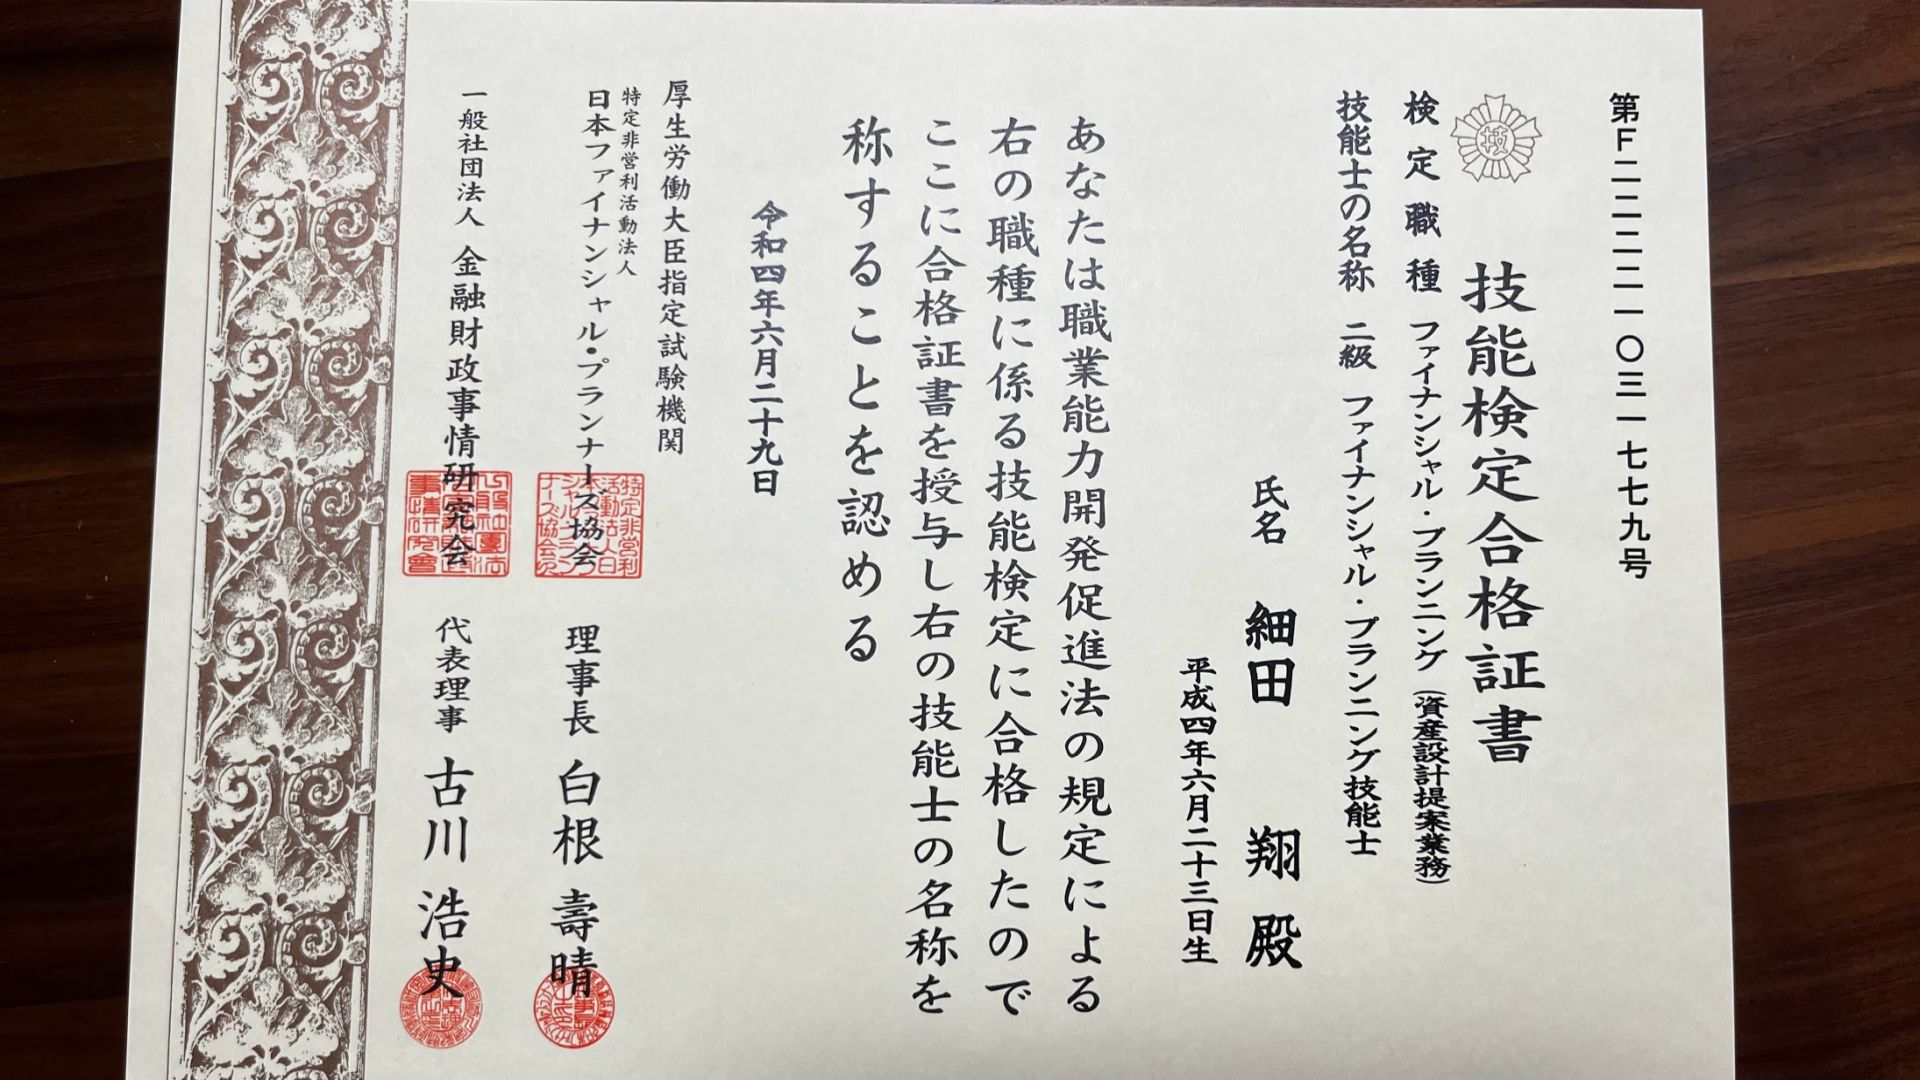 第F二二二二一〇三一七七九号
技
技能検定合格証書
検定職種 ファイナンシャル・プランニング(資産設計提案業務)
技能士の名称 二級 ファイナンシャル・プランニング技能士
氏名 細田 翔 殿
平成四年六月二十三日生
あなたは職業能力開発促進法の規定による
右の職種に係る技能検定に合格したので
ここに合格証書を授与し右の技能士の名称を
称することを認める
令和四年六月二十九日
厚生労働大臣指定試験機関
特定非営利活動法人
日本ファイナンシャル・プランナーズ協会 理事長 白根 壽晴
一般社団法人 金融財政事情研究会 代表理事 古川 浩史